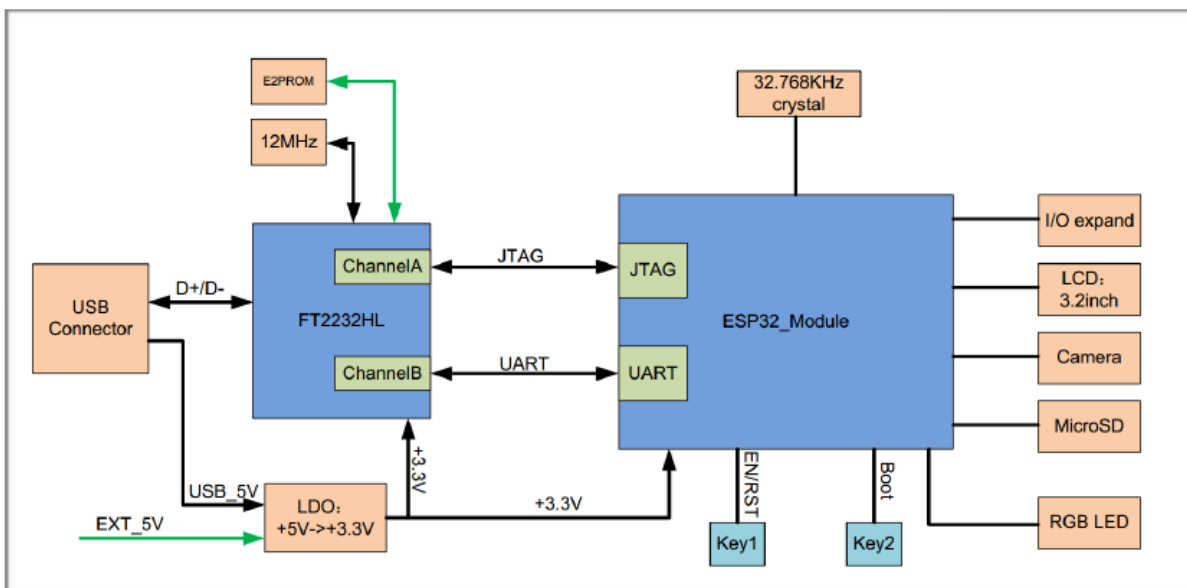 E2PROM
12MHz
32.768KHz
crystal
I/O expand
LCD：
3.2inch
Camera
MicroSD
RGB LED
USB
Connector
D+/D-
FT2232HL
ChannelA
ChannelB
JTAG
UART
JTAG
UART
ESP32_Module
USB_5V
EXT_5V
LDO：
+5V->+3.3V
+3.3V
+3.3V
EN/RST
Boot
Key1
Key2